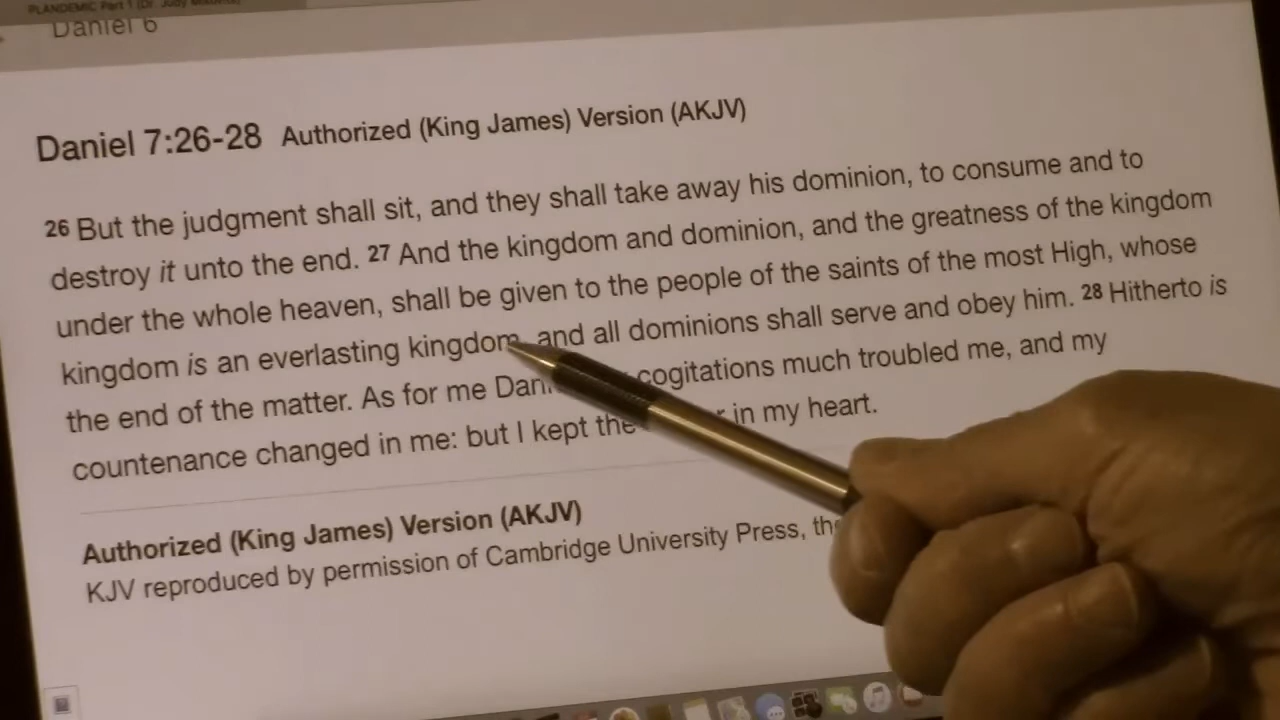 PLANDEMIC Part 1 (Dr. Judy
Daniel 6
Daniel 7:26-28 Authorized (King James) Version (AKJV)
26 But the judgment shall sit, and they shall take away his dominion, to consume and to
destroy it unto the end. 27 And the kingdom and dominion, and the greatness of the kingdom
under the whole heaven, shall be given to the people of the saints of the most High, whose
kingdom is an everlasting kingdom, and all dominions shall serve and obey him. 28 Hitherto is
the end of the matter. As for me cogitations much troubled me, and my
countenance changed in me: but I kept the in my heart.
Authorized (King James) Version (AKJV)
KJV reproduced by permission of Cambridge University Press,